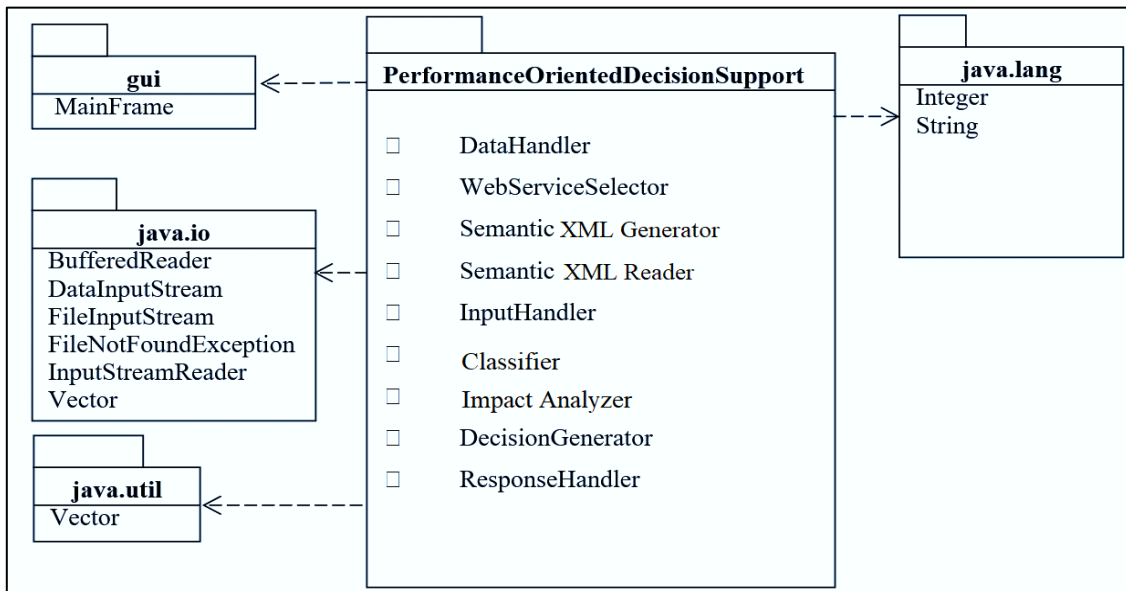 gui
MainFrame
java.io
BufferedReader
DataInputStream
FileInputStream
FileNotFoundException
InputStreamReader
Vector
java.util
Vector
PerformanceOrientedDecisionSupport
DataHandler
WebServiceSelector
Semantic XML Generator
Semantic XML Reader
InputHandler
Classifier
Impact Analyzer
DecisionGenerator
ResponseHandler
java.lang
Integer
String